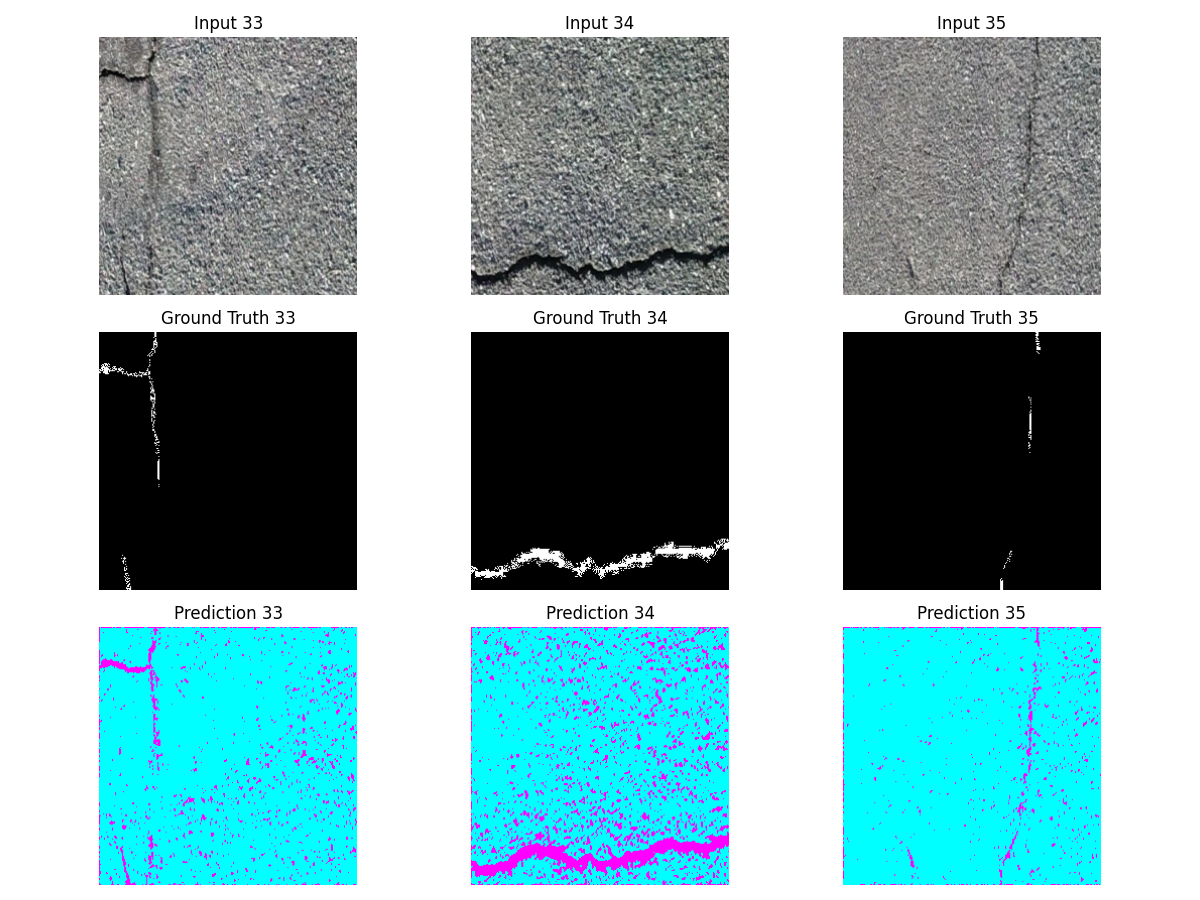 Input 33
Input 34
Input 35
Ground Truth 33
Ground Truth 34
Ground Truth 35
Prediction 33
Prediction 34
Prediction 35